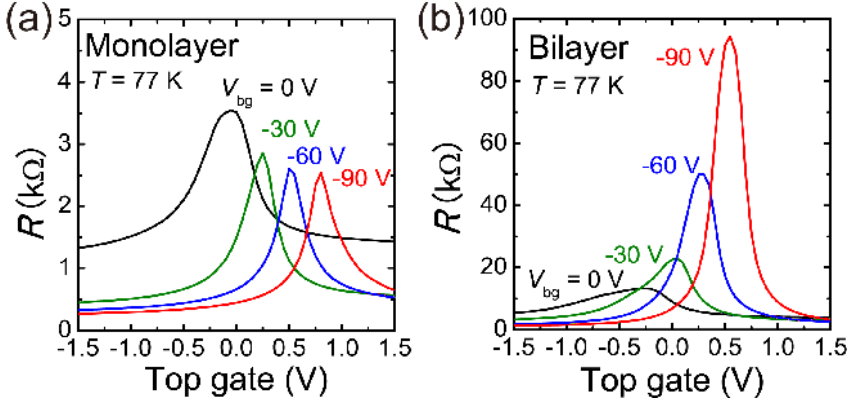 (a)
Monolayer
T = 77 K
V_bg = 0 V
-30 V
-60 V
-90 V
R (kΩ)
5
4
3
2
1
0
-1.5 -1.0 -0.5 0.0 0.5 1.0 1.5
Top gate (V)
(b)
Bilayer
T = 77 K
-90 V
-60 V
-30 V
V_bg = 0 V
R (kΩ)
100
80
60
40
20
0
-1.5 -1.0 -0.5 0.0 0.5 1.0 1.5
Top gate (V)